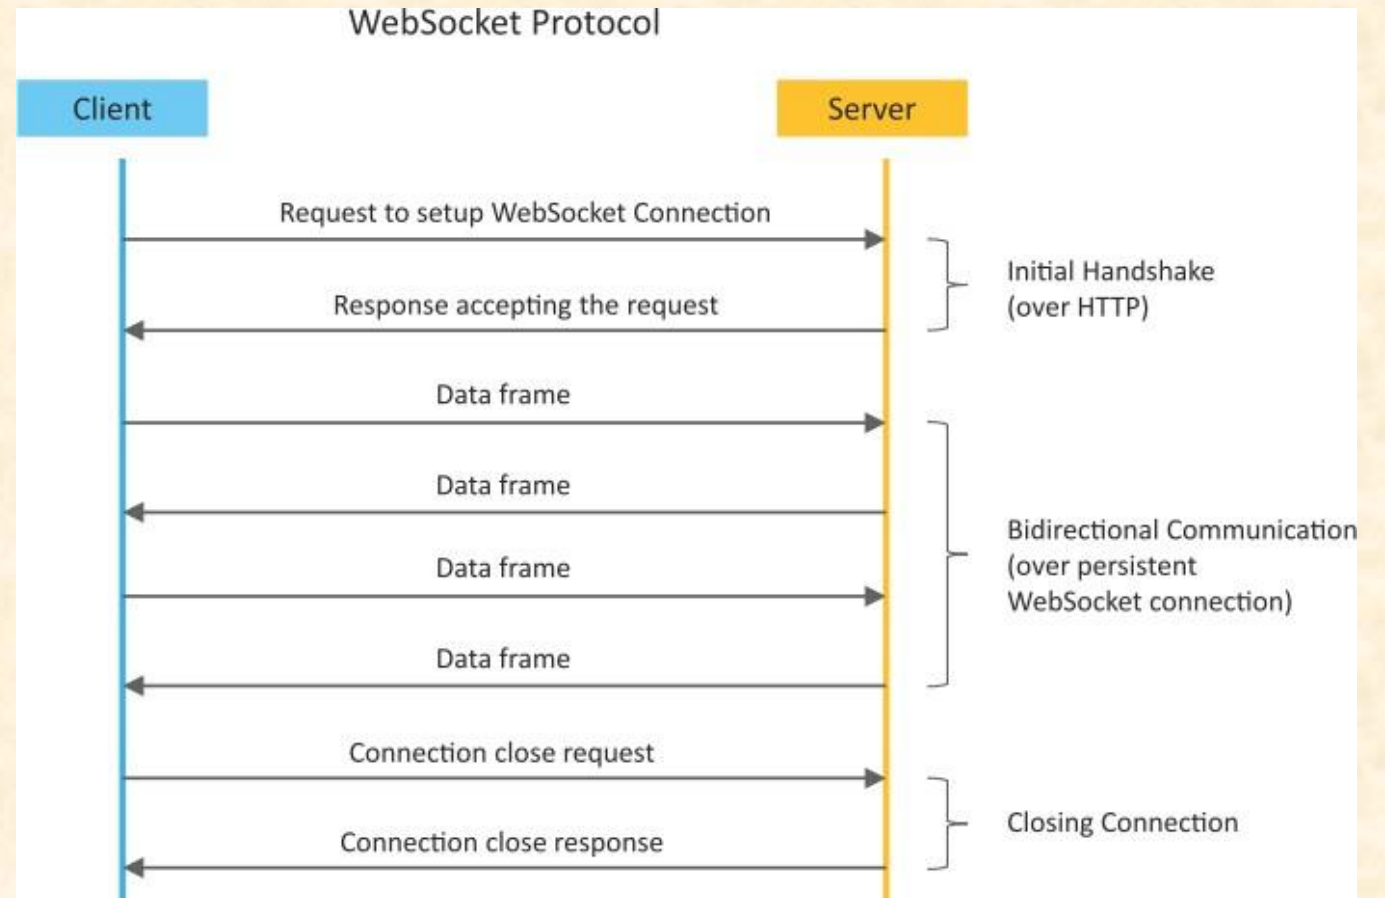 WebSocket Protocol
Client
Server
Request to setup WebSocket Connection
Response accepting the request
Initial Handshake
(over HTTP)
Data frame
Data frame
Data frame
Data frame
Bidirectional Communication
(over persistent
WebSocket connection)
Connection close request
Connection close response
Closing Connection